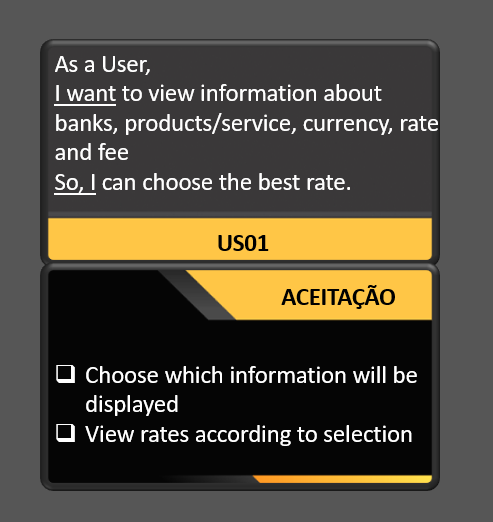 As a User,
I want to view information about
banks, products/service, currency, rate
and fee
So, I can choose the best rate.
US01
ACEITAÇÃO
❑ Choose which information will be
displayed
❑ View rates according to selection